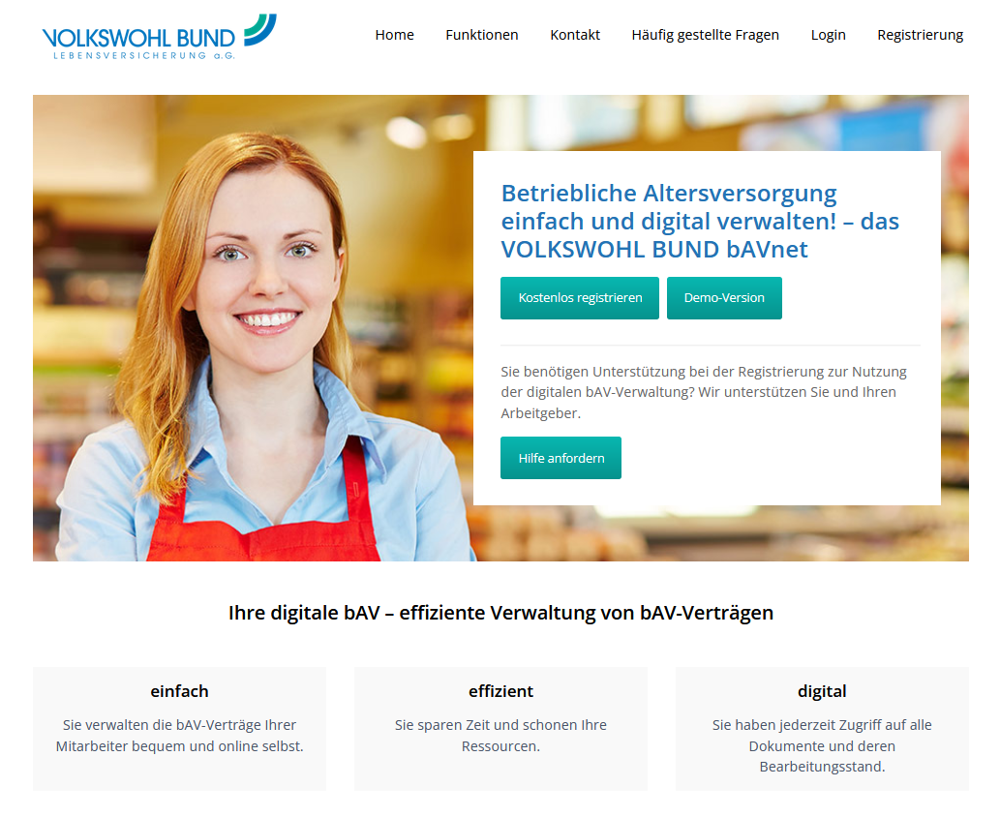 VOLKSWOHL BUND
LEBENSVERSICHERUNG a.G.
Home Funktionen Kontakt Häufig gestellte Fragen Login Registrierung
Betriebliche Altersversorgung
einfach und digital verwalten! – das
VOLKSWOHL BUND bAVnet
Kostenlos registrieren Demo-Version
Sie benötigen Unterstützung bei der Registrierung zur Nutzung
der digitalen bAV-Verwaltung? Wir unterstützen Sie und Ihren
Arbeitgeber.
Hilfe anfordern
Ihre digitale bAV – effiziente Verwaltung von bAV-Verträgen
einfach
Sie verwalten die bAV-Verträge Ihrer
Mitarbeiter bequem und online selbst.
effizient
Sie sparen Zeit und schonen Ihre
Ressourcen.
digital
Sie haben jederzeit Zugriff auf alle
Dokumente und deren
Bearbeitungsstand.